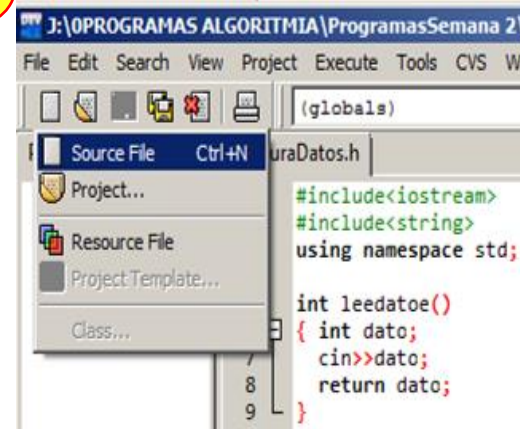 J:\0PROGRAMAS ALGORITMIA\ProgramasSemana 2\
File Edit Search View Project Execute Tools CVS W
(globals)
Source File Ctrl+N
uraDatos.h
Project...
Resource File
Project Template...
Class...
#include<iostream>
#include<string>
using namespace std;
int leedatoe()
{ int dato;
7 cin>>dato;
8 return dato;
9 }